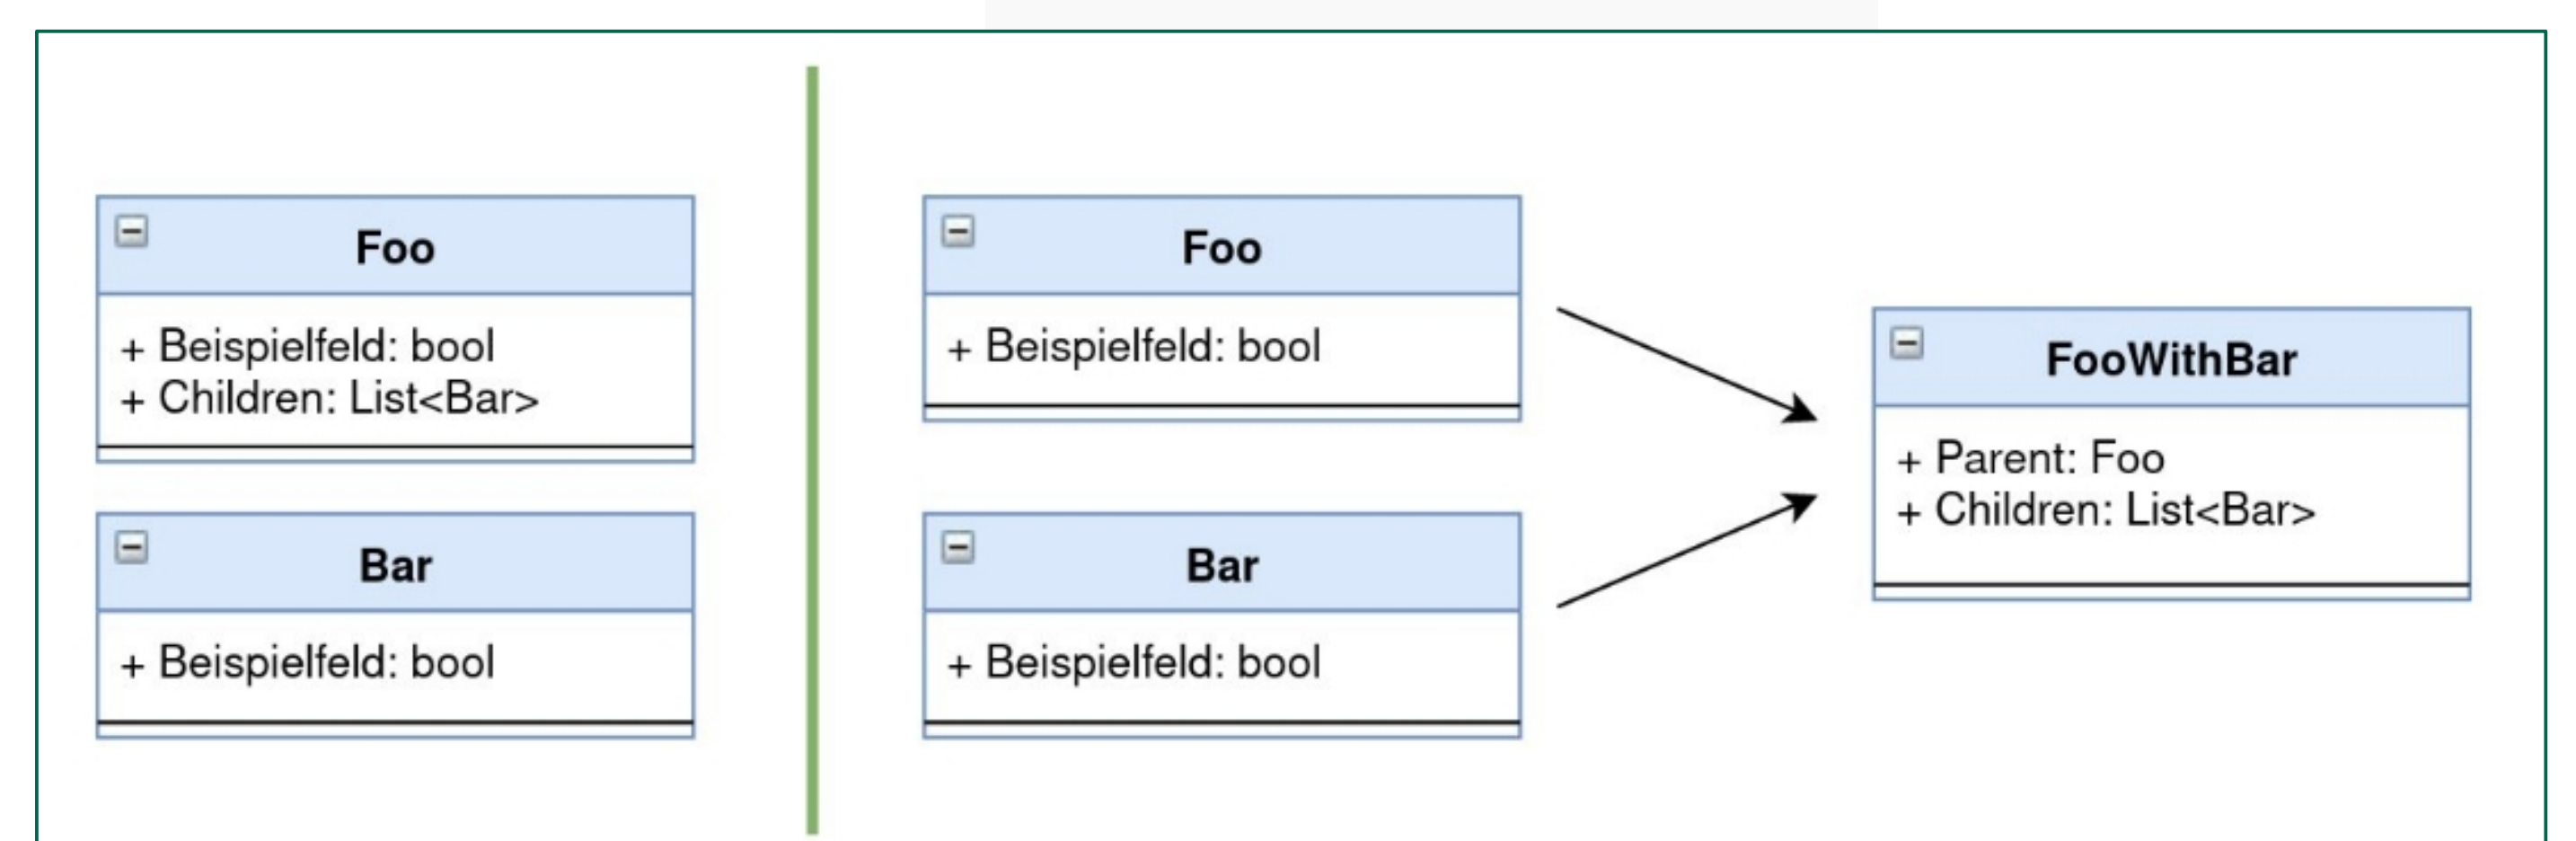 Foo
+ Beispielfeld: bool
+ Children: List<Bar>
Bar
+ Beispielfeld: bool
Foo
+ Beispielfeld: bool
Bar
+ Beispielfeld: bool
FooWithBar
+ Parent: Foo
+ Children: List<Bar>